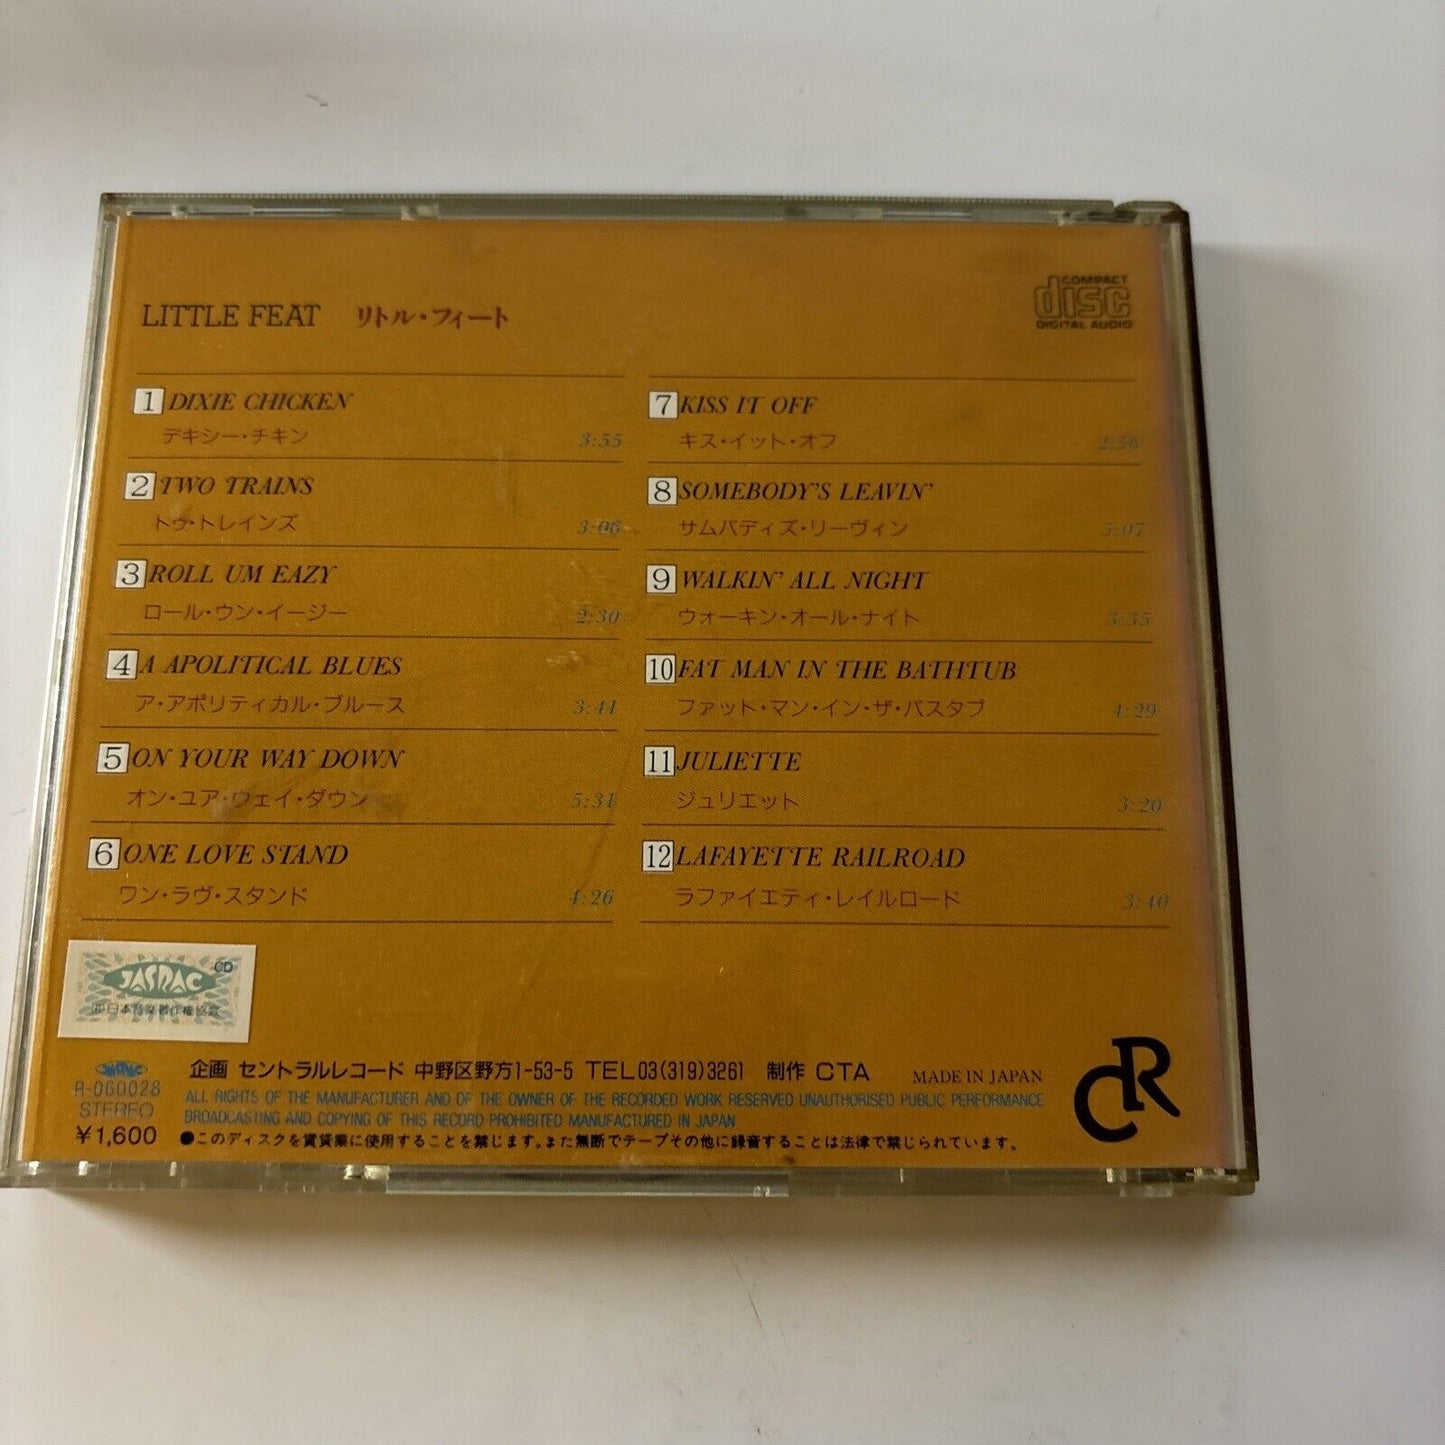 LITTLE FEAT リトル・フィート
COMPACT
disc
DIGITAL AUDIO
1 DIXIE CHICKEN
デキシー・チキン 3:55
2 TWO TRAINS
トゥ・トレインズ 3:06
3 ROLL UM EAZY
ロール・ウン・イージー 2:30
4 A APOLITICAL BLUES
ア・アポリティカル・ブルース 3:41
5 ON YOUR WAY DOWN
オン・ユア・ウェイ・ダウン 5:31
6 ONE LOVE STAND
ワン・ラヴ・スタンド 4:26
7 KISS IT OFF
キス・イット・オフ 2:56
8 SOMEBODY'S LEAVIN'
サムバディズ・リーヴィン 5:07
9 WALKIN' ALL NIGHT
ウォーキン・オール・ナイト 3:35
10 FAT MAN IN THE BATHTUB
ファット・マン・イン・ザ・バスタブ 4:29
11 JULIETTE
ジュリエット 3:20
12 LAFAYETTE RAILROAD
ラファイエティ・レイルロード 3:40
CD
JASRAC
R-060028
STEREO
¥1,600
企画 セントラルレコード 中野区野方1-53-5 TEL03(319)3261 制作 CTA MADE IN JAPAN
ALL RIGHTS OF THE MANUFACTURER AND OF THE OWNER OF THE RECORDED WORK RESERVED UNAUTHORISED PUBLIC PERFORMANCE
BROADCASTING AND COPYING OF THIS RECORD PROHIBITED MANUFACTURED IN JAPAN
●このディスクを賃貸業に使用することを禁じます。また無断でテープその他に録音することは法律で禁じられています。
CR